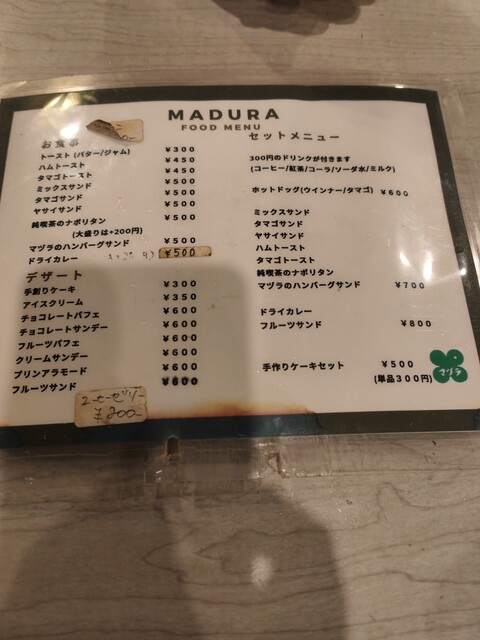 MADURA
FOOD MENU
お食事
トースト (バター/ジャム) ¥300
ハムトースト ¥450
タマゴトースト ¥450
ミックスサンド ¥500
タマゴサンド ¥500
ヤサイサンド ¥500
純喫茶のナポリタン ¥500
(大盛りは+200円)
マヅラのハンバーグサンド ¥500
ドライカレー ¥500
デザート
手創りケーキ ¥300
アイスクリーム ¥350
チョコレートパフェ ¥600
チョコレートサンデー ¥600
フルーツパフェ ¥600
クリームサンデー ¥600
プリンアラモード ¥600
フルーツサンド ¥600
コーヒーゼリー
¥200-
セットメニュー
300円のドリンクが付きます
(コーヒー/紅茶/コーラ/ソーダ水/ミルク)
ホットドッグ(ウインナー/タマゴ) ¥600
ミックスサンド
タマゴサンド
ヤサイサンド
ハムトースト
タマゴトースト
純喫茶のナポリタン
マヅラのハンバーグサンド ¥700
ドライカレー
フルーツサンド ¥800
手作りケーキセット ¥500
(単品300円)
マヅラ